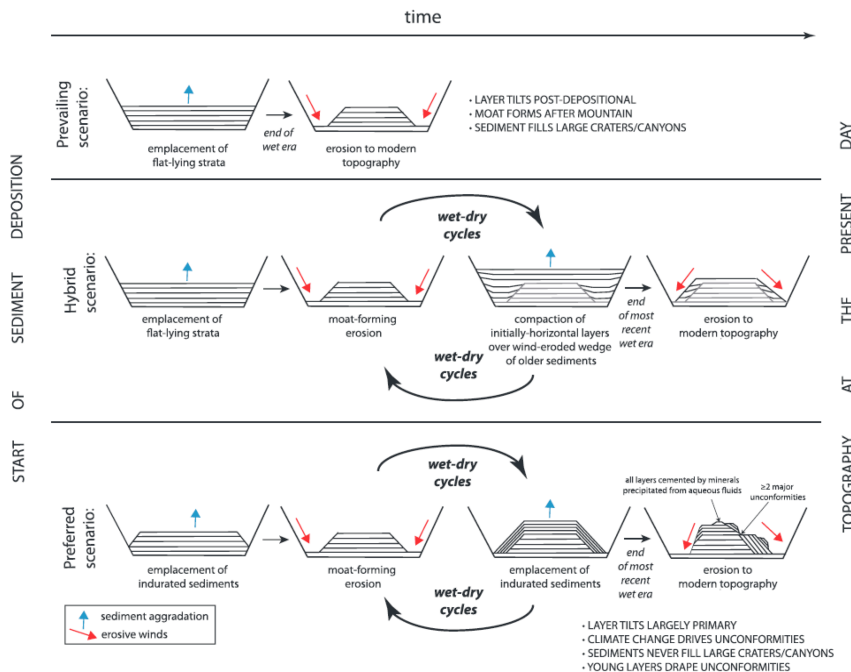 time
START OF SEDIMENT DEPOSITION
TOPOGRAPHY AT THE PRESENT DAY
Prevailing
scenario:
emplacement of
flat-lying strata
end of
wet era
erosion to modern
topography
• LAYER TILTS POST-DEPOSITIONAL
• MOAT FORMS AFTER MOUNTAIN
• SEDIMENT FILLS LARGE CRATERS/CANYONS
Hybrid
scenario:
wet-dry
cycles
emplacement of
flat-lying strata
moat-forming
erosion
compaction of
initially-horizontal layers
over wind-eroded wedge
of older sediments
end
of most
recent
wet era
erosion to
modern topography
wet-dry
cycles
Preferred
scenario:
wet-dry
cycles
all layers cemented by minerals
precipitated from aqueous fluids
≥2 major
unconformities
emplacement of
indurated sediments
moat-forming
erosion
emplacement of
indurated sediments
end
of most
recent
wet era
erosion to
modern topography
wet-dry
cycles
sediment aggradation
erosive winds
• LAYER TILTS LARGELY PRIMARY
• CLIMATE CHANGE DRIVES UNCONFORMITIES
• SEDIMENTS NEVER FILL LARGE CRATERS/CANYONS
• YOUNG LAYERS DRAPE UNCONFORMITIES